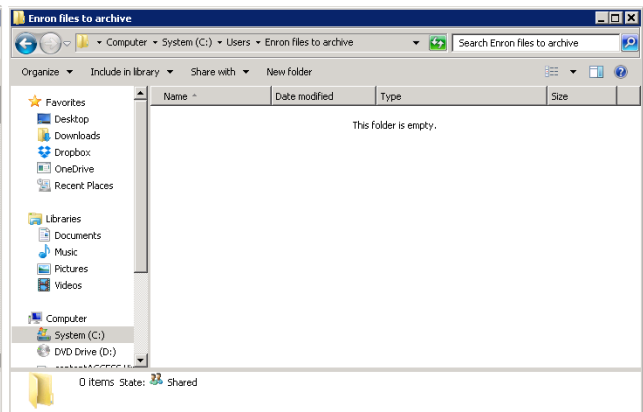 Enron files to archive
Computer System (C:) Users Enron files to archive Search Enron files to archive
Organize Include in library Share with New folder
Name Date modified Type Size
This folder is empty.
Favorites
Desktop
Downloads
Dropbox
OneDrive
Recent Places
Libraries
Documents
Music
Pictures
Videos
Computer
System (C:)
DVD Drive (D:)
0 items State: Shared